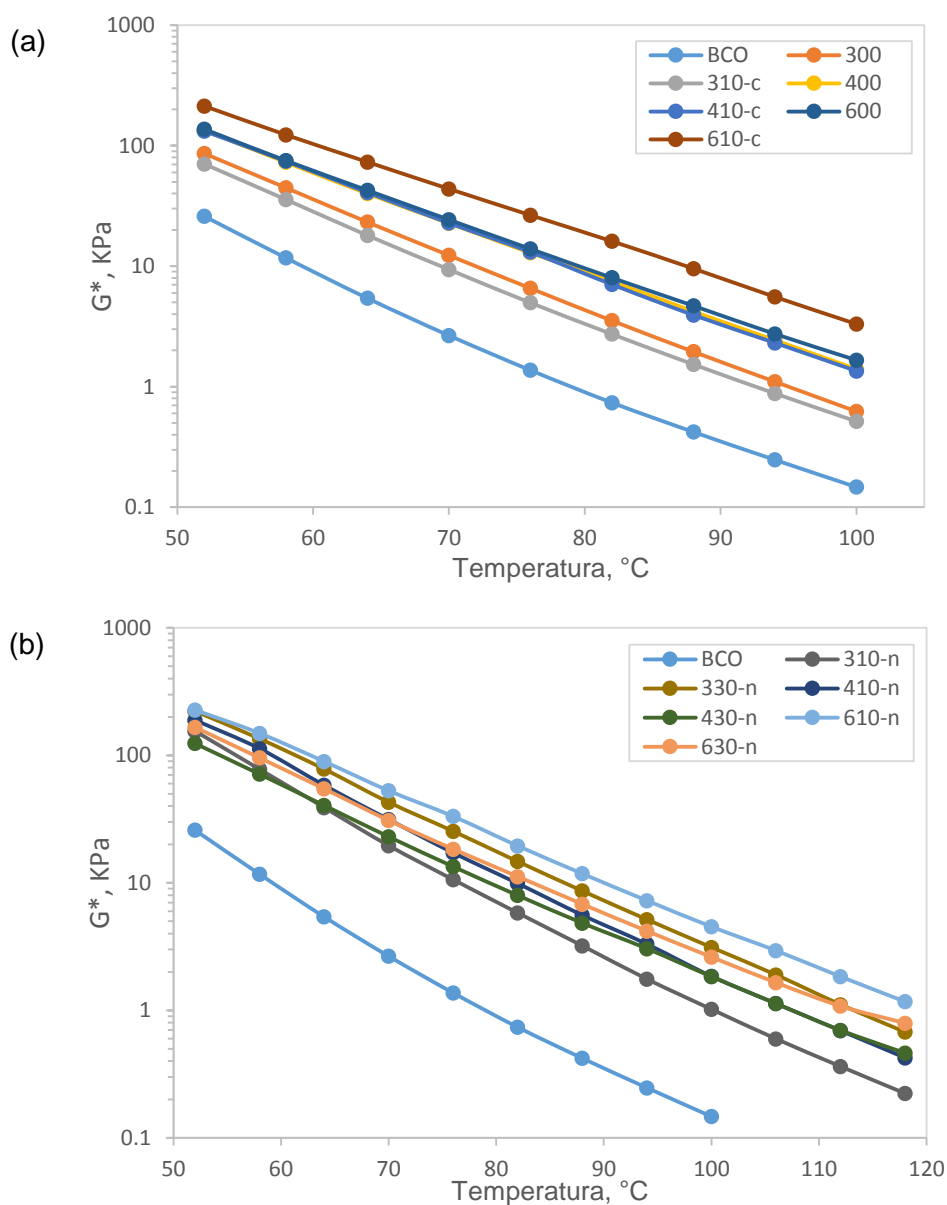 (a)
1000
100
10
1
0.1
G*, KPa
BCO 300
310-c 400
410-c 600
610-c
50 60 70 80 90 100
Temperatura, °C
(b)
1000
100
10
1
0.1
G*, KPa
BCO 310-n
330-n 410-n
430-n 610-n
630-n
50 60 70 80 90 100 110 120
Temperatura, °C